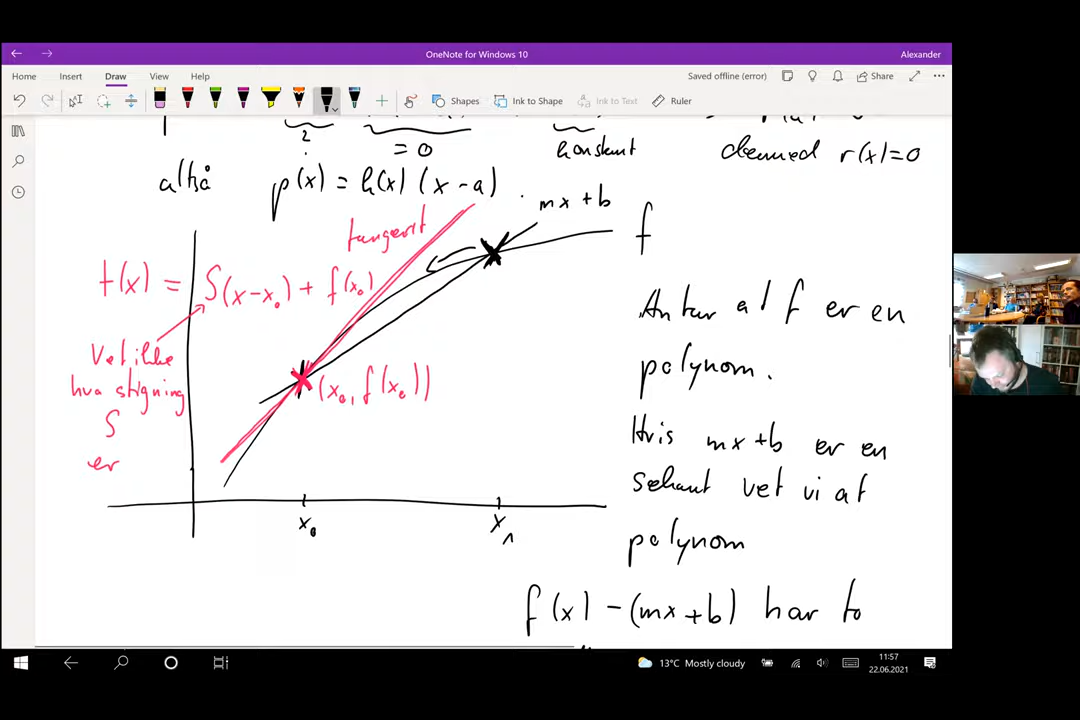 OneNote for Windows 10
Alexander
Home Insert Draw View Help
Saved offline (error)
Share
Shapes
Ink to Shape
Ink to Text
Ruler
2
= 0
konstant
dermed r(x)=0
altså p(x) = h(x) (x-a)
mx + b
f
tangent
t(x) = S(x-x₀) + f(x₀)
Vet ikke
hva stigning
S
er
(x₀, f(x₀))
x₀
x₁
Antar at f er en
polynom.
Hvis mx+b er en
sekant vet vi at
polynom
f(x) - (mx+b) har to
13°C Mostly cloudy
11:57
22.06.2021